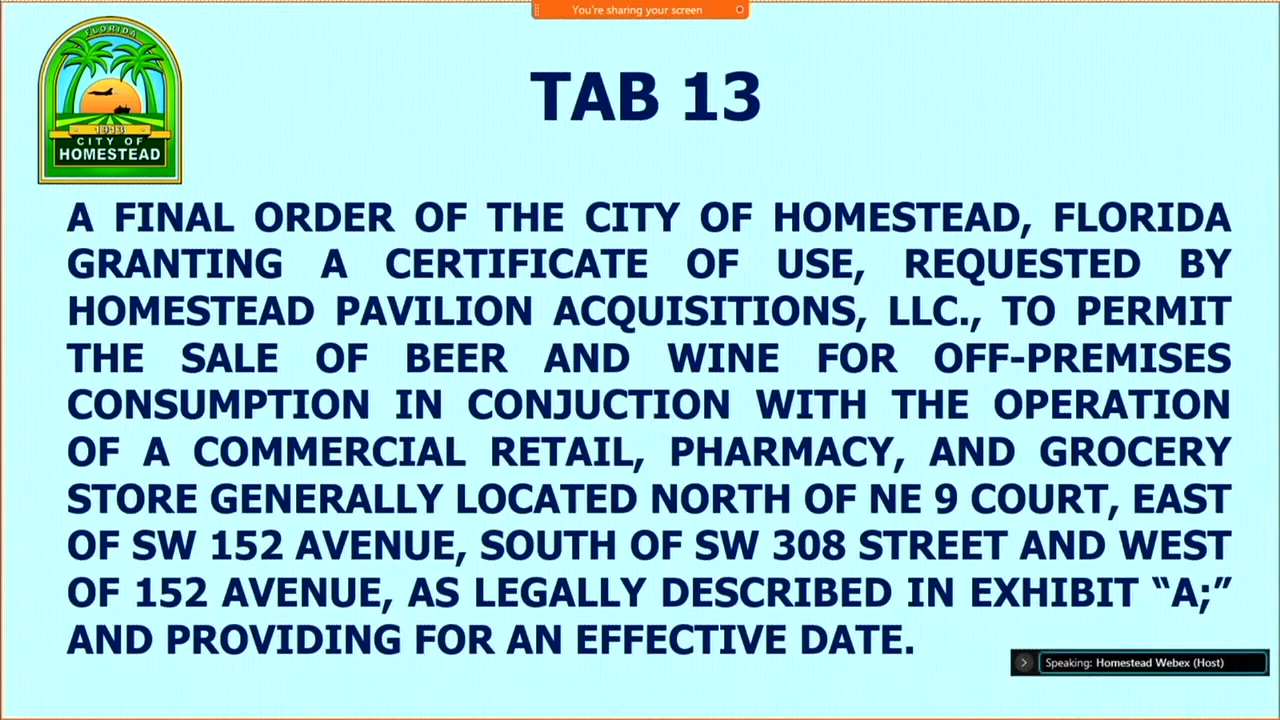 You're sharing your screen
FLORIDA
1913
CITY OF
HOMESTEAD
TAB 13
A FINAL ORDER OF THE CITY OF HOMESTEAD, FLORIDA
GRANTING A CERTIFICATE OF USE, REQUESTED BY
HOMESTEAD PAVILION ACQUISITIONS, LLC., TO PERMIT
THE SALE OF BEER AND WINE FOR OFF-PREMISES
CONSUMPTION IN CONJUCTION WITH THE OPERATION
OF A COMMERCIAL RETAIL, PHARMACY, AND GROCERY
STORE GENERALLY LOCATED NORTH OF NE 9 COURT, EAST
OF SW 152 AVENUE, SOUTH OF SW 308 STREET AND WEST
OF 152 AVENUE, AS LEGALLY DESCRIBED IN EXHIBIT “A;”
AND PROVIDING FOR AN EFFECTIVE DATE.
Speaking: Homestead Webex (Host)